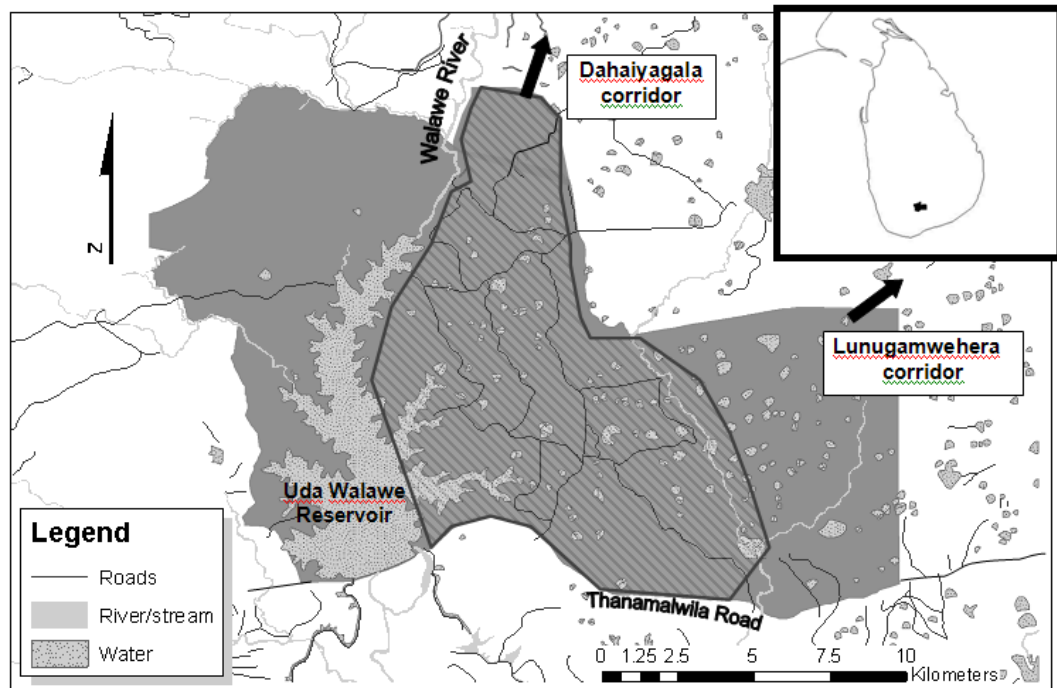 Walawe River
Dahaiyagala
corridor
Z
Lunugamwehera
corridor
Uda Walawe
Reservoir
Legend
Roads
River/stream
Water
Thanamalwila Road
0 1.25 2.5 5 7.5 10
Kilometers